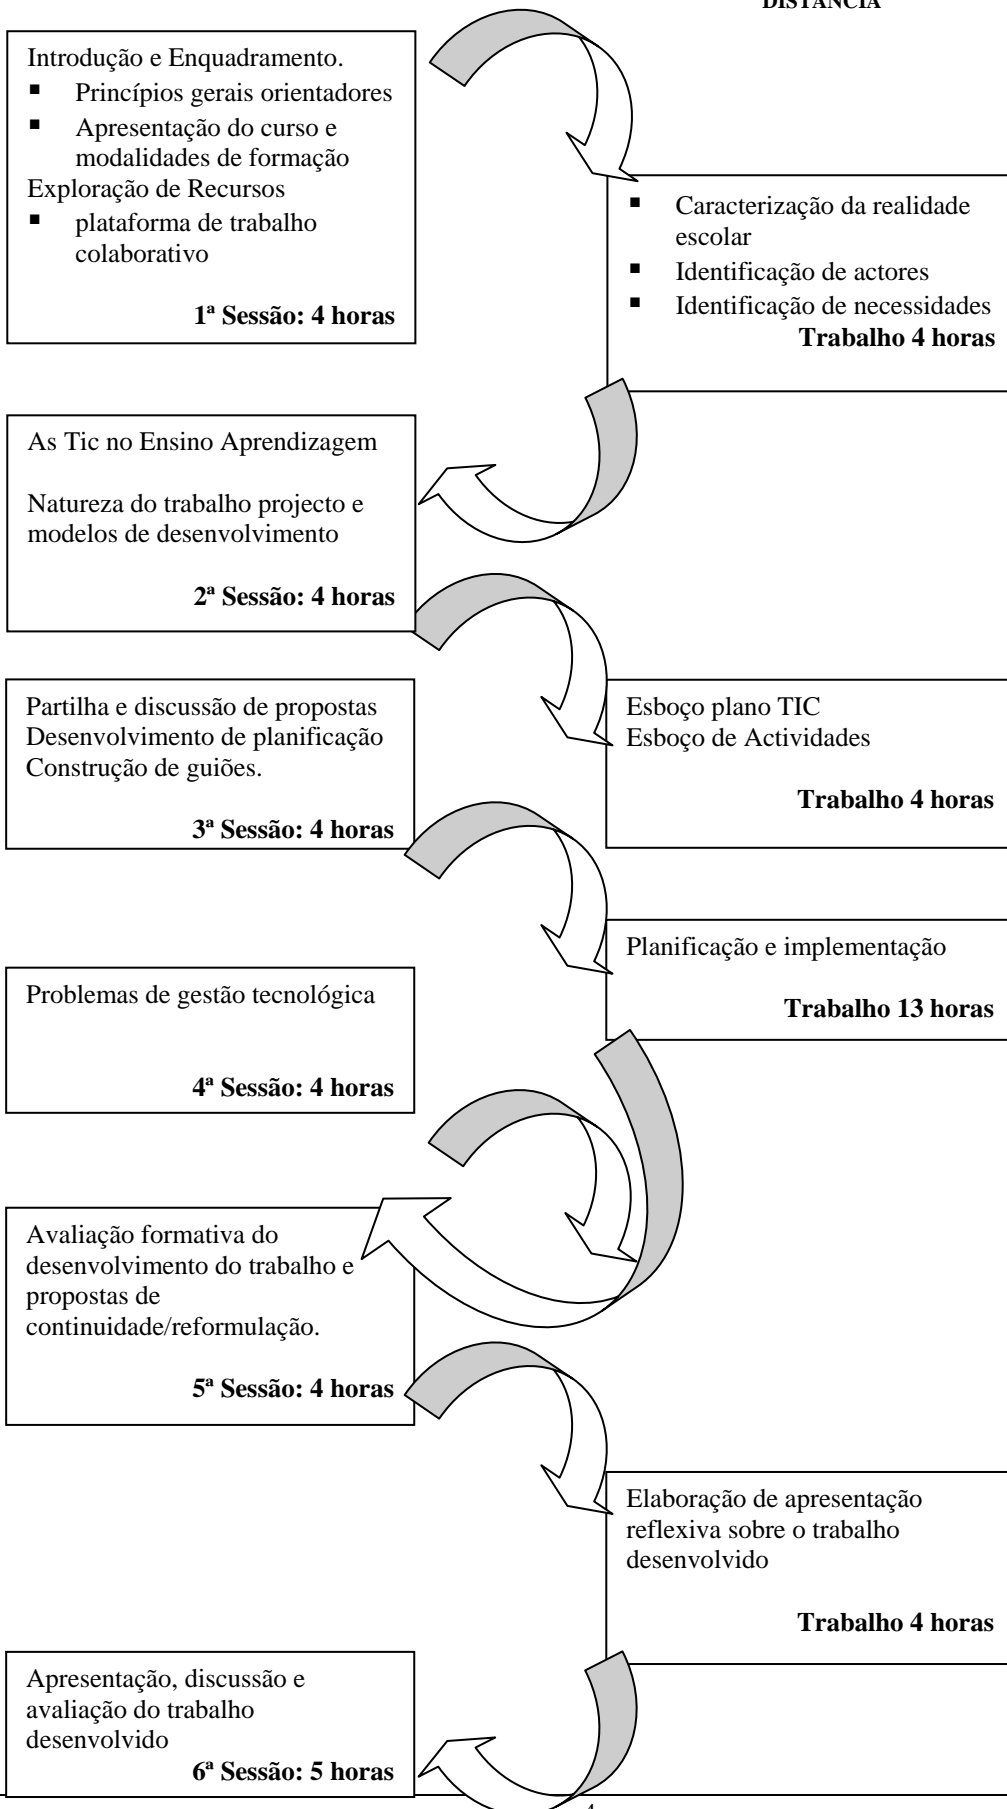 DISTÂNCIA
Introdução e Enquadramento.
▪ Princípios gerais orientadores
▪ Apresentação do curso e
modalidades de formação
Exploração de Recursos
▪ plataforma de trabalho
colaborativo
1ª Sessão: 4 horas
▪ Caracterização da realidade
escolar
▪ Identificação de actores
▪ Identificação de necessidades
Trabalho 4 horas
As Tic no Ensino Aprendizagem
Natureza do trabalho projecto e
modelos de desenvolvimento
2ª Sessão: 4 horas
Esboço plano TIC
Esboço de Actividades
Trabalho 4 horas
Partilha e discussão de propostas
Desenvolvimento de planificação
Construção de guiões.
3ª Sessão: 4 horas
Planificação e implementação
Trabalho 13 horas
Problemas de gestão tecnológica
4ª Sessão: 4 horas
Avaliação formativa do
desenvolvimento do trabalho e
propostas de
continuidade/reformulação.
5ª Sessão: 4 horas
Elaboração de apresentação
reflexiva sobre o trabalho
desenvolvido
Trabalho 4 horas
Apresentação, discussão e
avaliação do trabalho
desenvolvido
6ª Sessão: 5 horas
4